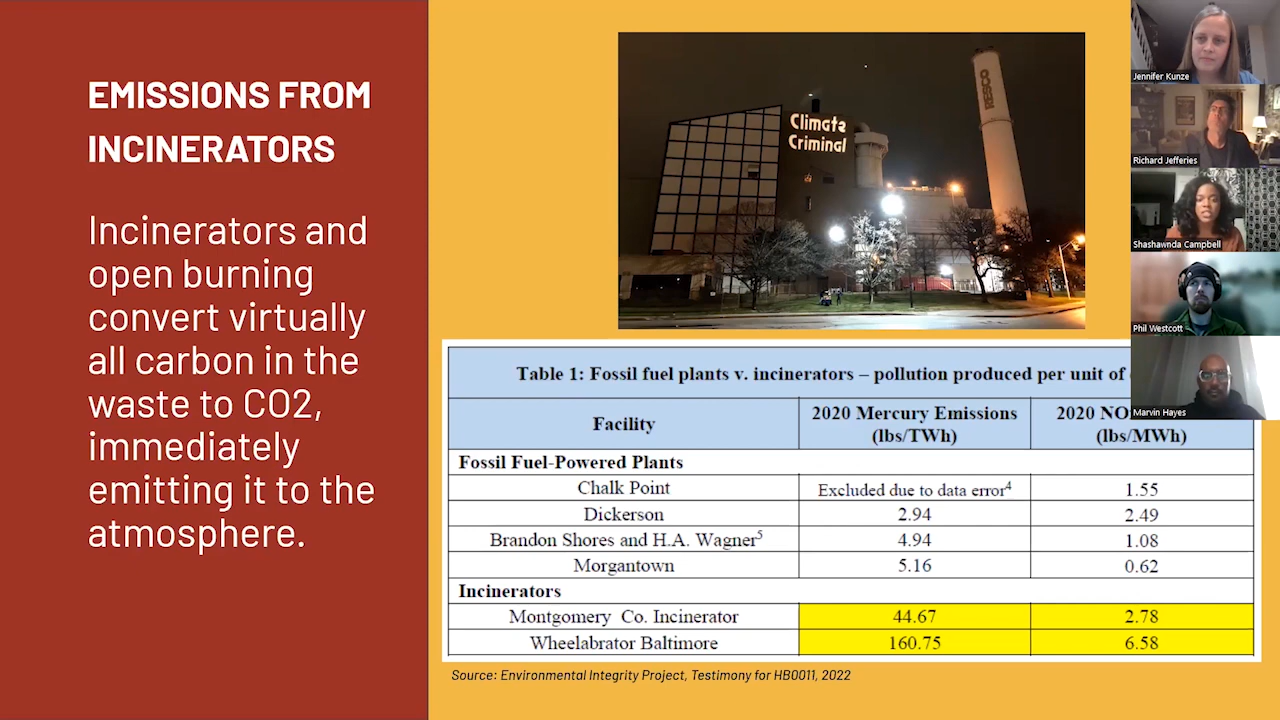 EMISSIONS FROM
INCINERATORS
Incinerators and
open burning
convert virtually
all carbon in the
waste to CO2,
immediately
emitting it to the
atmosphere.
Climate
Criminal
RESCO
Jennifer Kunze
Richard Jefferies
Shashawnda Campbell
Phil Westcott
Marvin Hayes
Table 1: Fossil fuel plants v. incinerators – pollution produced per unit of
Facility
2020 Mercury Emissions
(lbs/TWh)
2020
(lbs/MWh)
Fossil Fuel-Powered Plants
Chalk Point Excluded due to data error⁴ 1.55
Dickerson 2.94 2.49
Brandon Shores and H.A. Wagner⁵ 4.94 1.08
Morgantown 5.16 0.62
Incinerators
Montgomery Co. Incinerator 44.67 2.78
Wheelabrator Baltimore 160.75 6.58
Source: Environmental Integrity Project, Testimony for HB0011, 2022